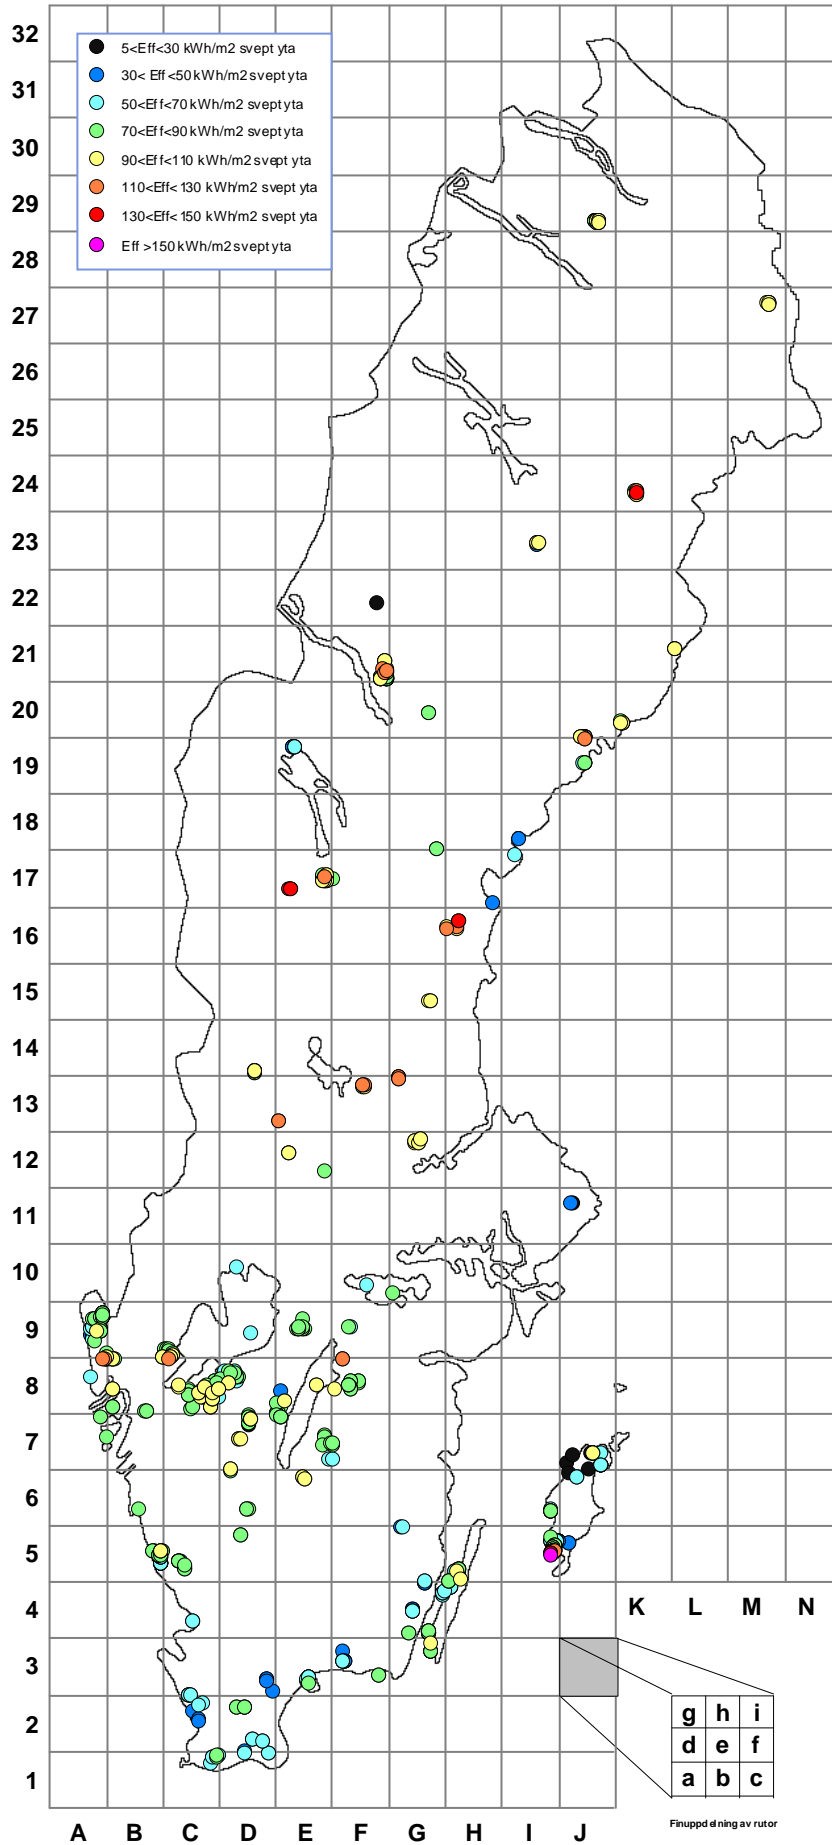 32
5<Eff<30 kWh/m2 svept yta
30< Eff<50 kWh/m2 svept yta
31
50<Eff<70 kWh/m2 svept yta
70<Eff<90 kWh/m2 svept yta
30
90<Eff<110 kWh/m2 svept yta
110<Eff<130 kWh/m2 svept yta
29
130<Eff<150 kWh/m2 svept yta
Eff >150 kWh/m2 svept yta
28
27
26
25
24
23
22
21
20
19
18
17
16
15
14
13
12
11
10
9
8
7
6
5
4 K L M N
3
g h i
2
d e f
a b c
1
Finuppdelning av rutor
A B C D E F G H I J